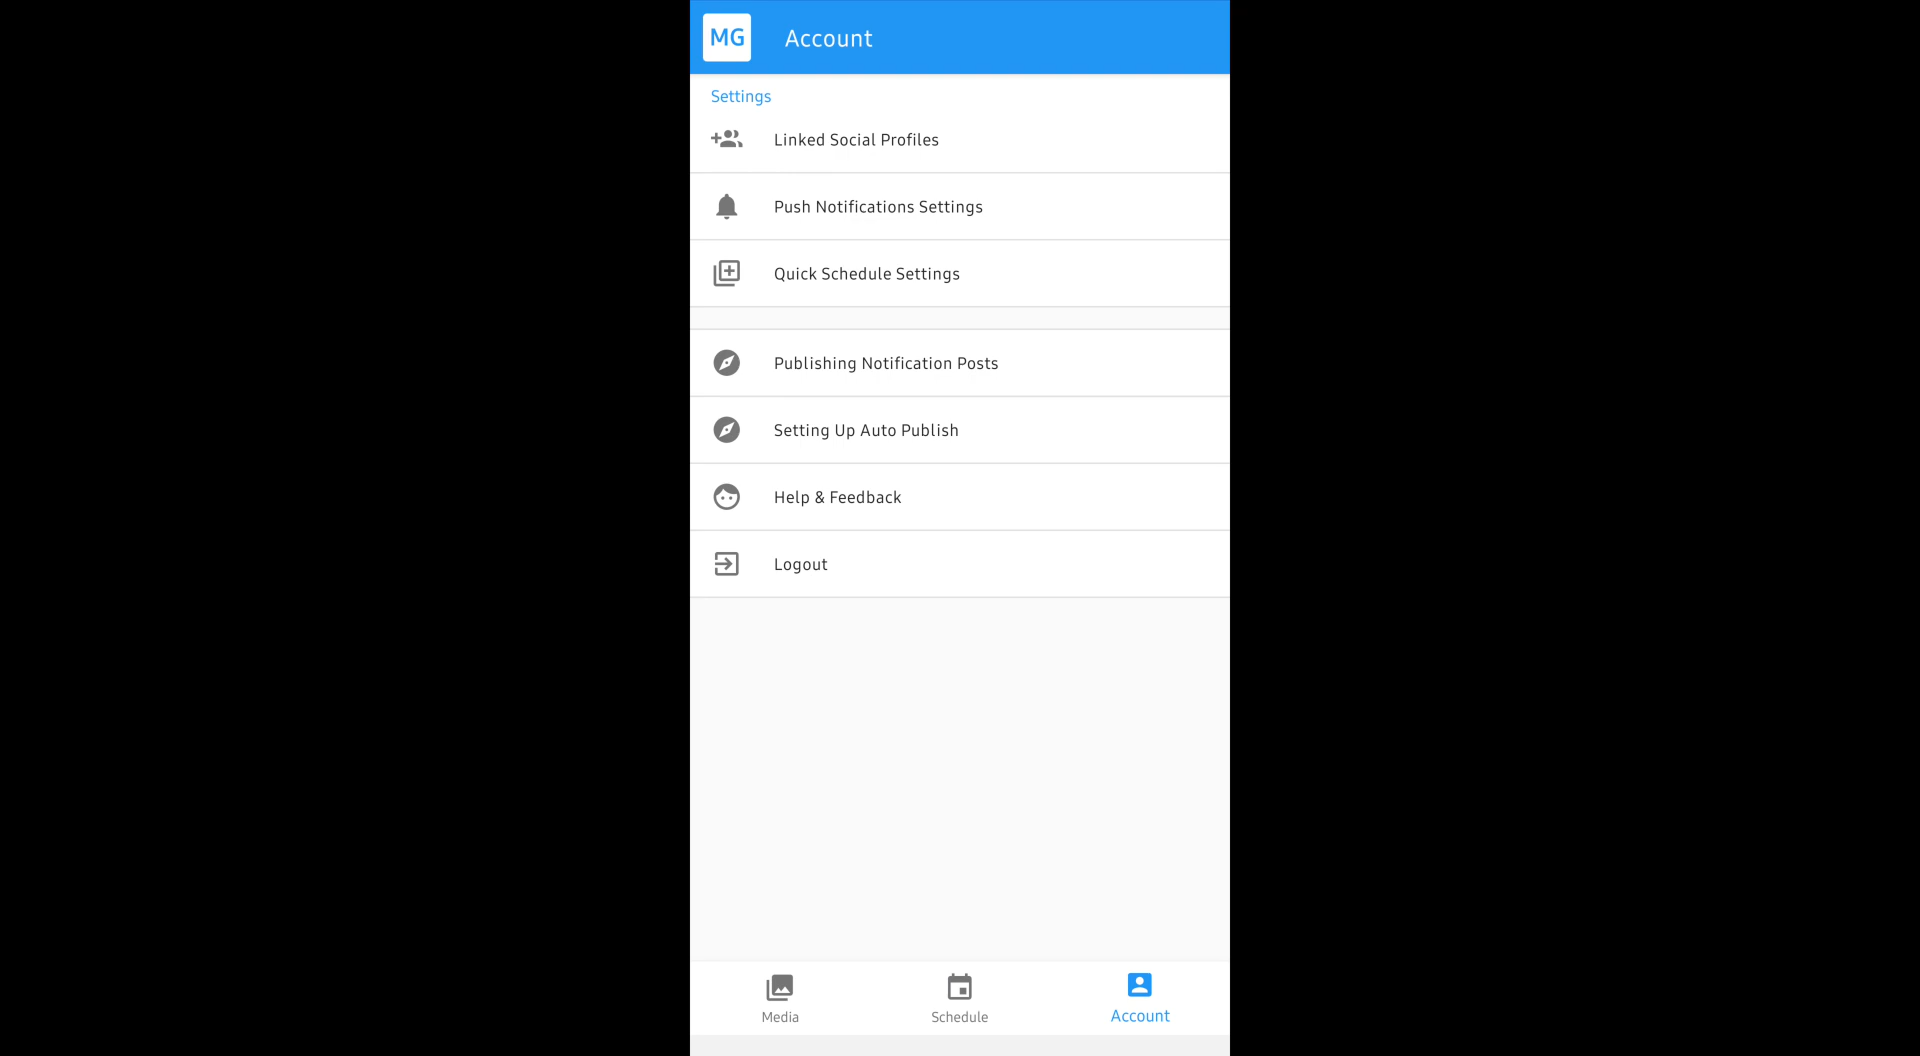 MG
Account
Settings
Linked Social Profiles
Push Notifications Settings
Quick Schedule Settings
Publishing Notification Posts
Setting Up Auto Publish
Help & Feedback
Logout
Media
Schedule
Account